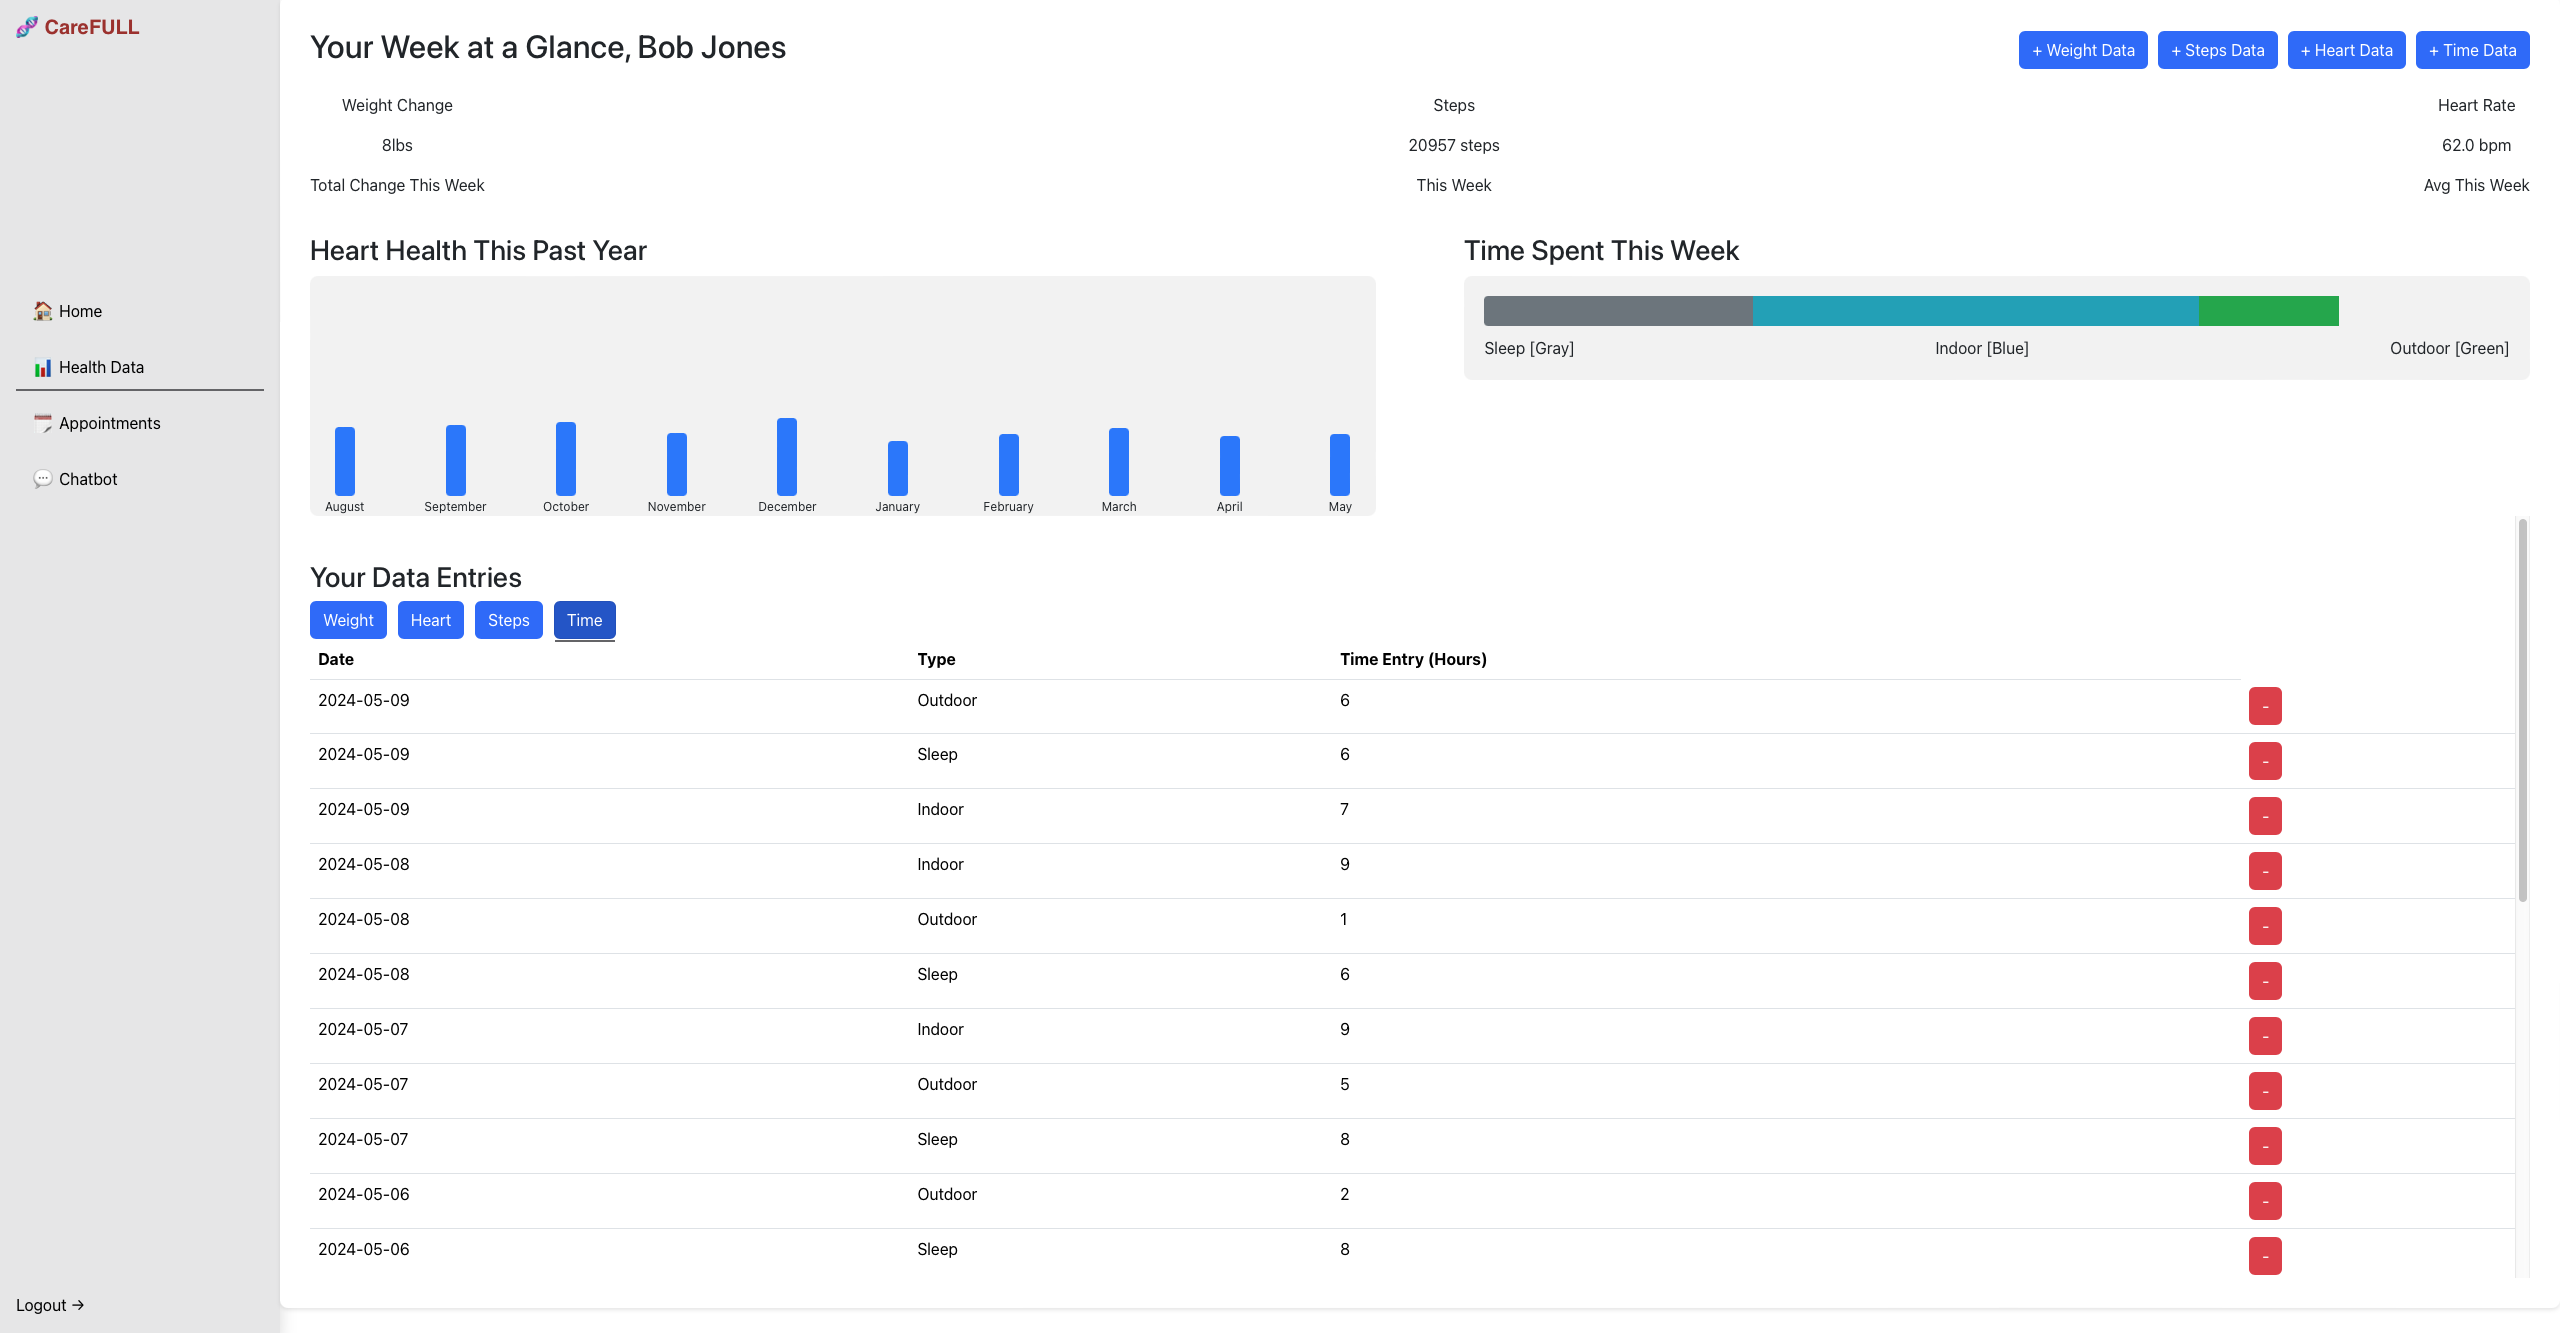 CareFULL
Home
Health Data
Appointments
Chatbot
Logout →
Your Week at a Glance, Bob Jones
+ Weight Data + Steps Data + Heart Data + Time Data
Weight Change Steps Heart Rate
8lbs 20957 steps 62.0 bpm
Total Change This Week This Week Avg This Week
Heart Health This Past Year
August September October November December January February March April May
Time Spent This Week
Sleep [Gray] Indoor [Blue] Outdoor [Green]
Your Data Entries
Weight Heart Steps Time
Date Type Time Entry (Hours)
2024-05-09 Outdoor 6 -
2024-05-09 Sleep 6 -
2024-05-09 Indoor 7 -
2024-05-08 Indoor 9 -
2024-05-08 Outdoor 1 -
2024-05-08 Sleep 6 -
2024-05-07 Indoor 9 -
2024-05-07 Outdoor 5 -
2024-05-07 Sleep 8 -
2024-05-06 Outdoor 2 -
2024-05-06 Sleep 8 -